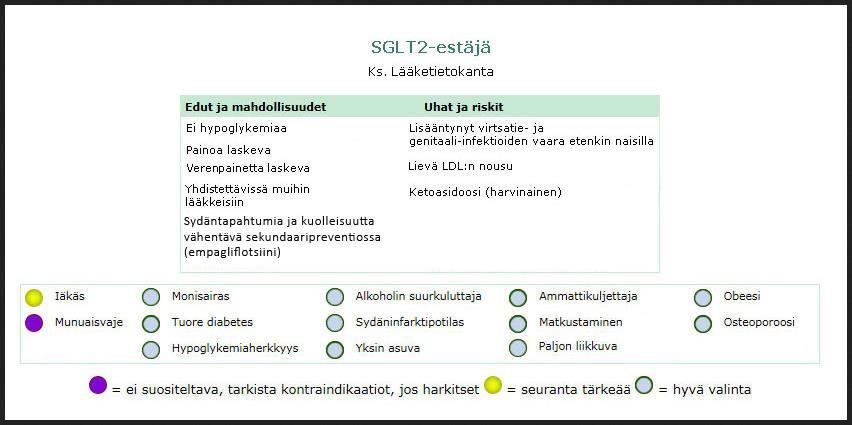 SGLT2-estäjä
Ks. Lääketietokanta
Edut ja mahdollisuudet
Ei hypoglykemiaa
Painoa laskeva
Verenpainetta laskeva
Yhdistettävissä muihin
lääkkeisiin
Sydäntapahtumia ja kuolleisuutta
vähentävä sekundaaripreventiossa
(empagliflotsiini)
Uhat ja riskit
Lisääntynyt virtsatie- ja
genitaali-infektioiden vaara etenkin naisilla
Lievä LDL:n nousu
Ketoasidoosi (harvinainen)
Iäkäs
Munuaisvaje
Monisairas
Tuore diabetes
Hypoglykemiaherkkyys
Alkoholin suurkuluttaja
Sydäninfarktipotilas
Yksin asuva
Ammattikuljettaja
Matkustaminen
Paljon liikkuva
Obeesi
Osteoporoosi
= ei suositeltava, tarkista kontraindikaatiot, jos harkitset = seuranta tärkeää = hyvä valinta